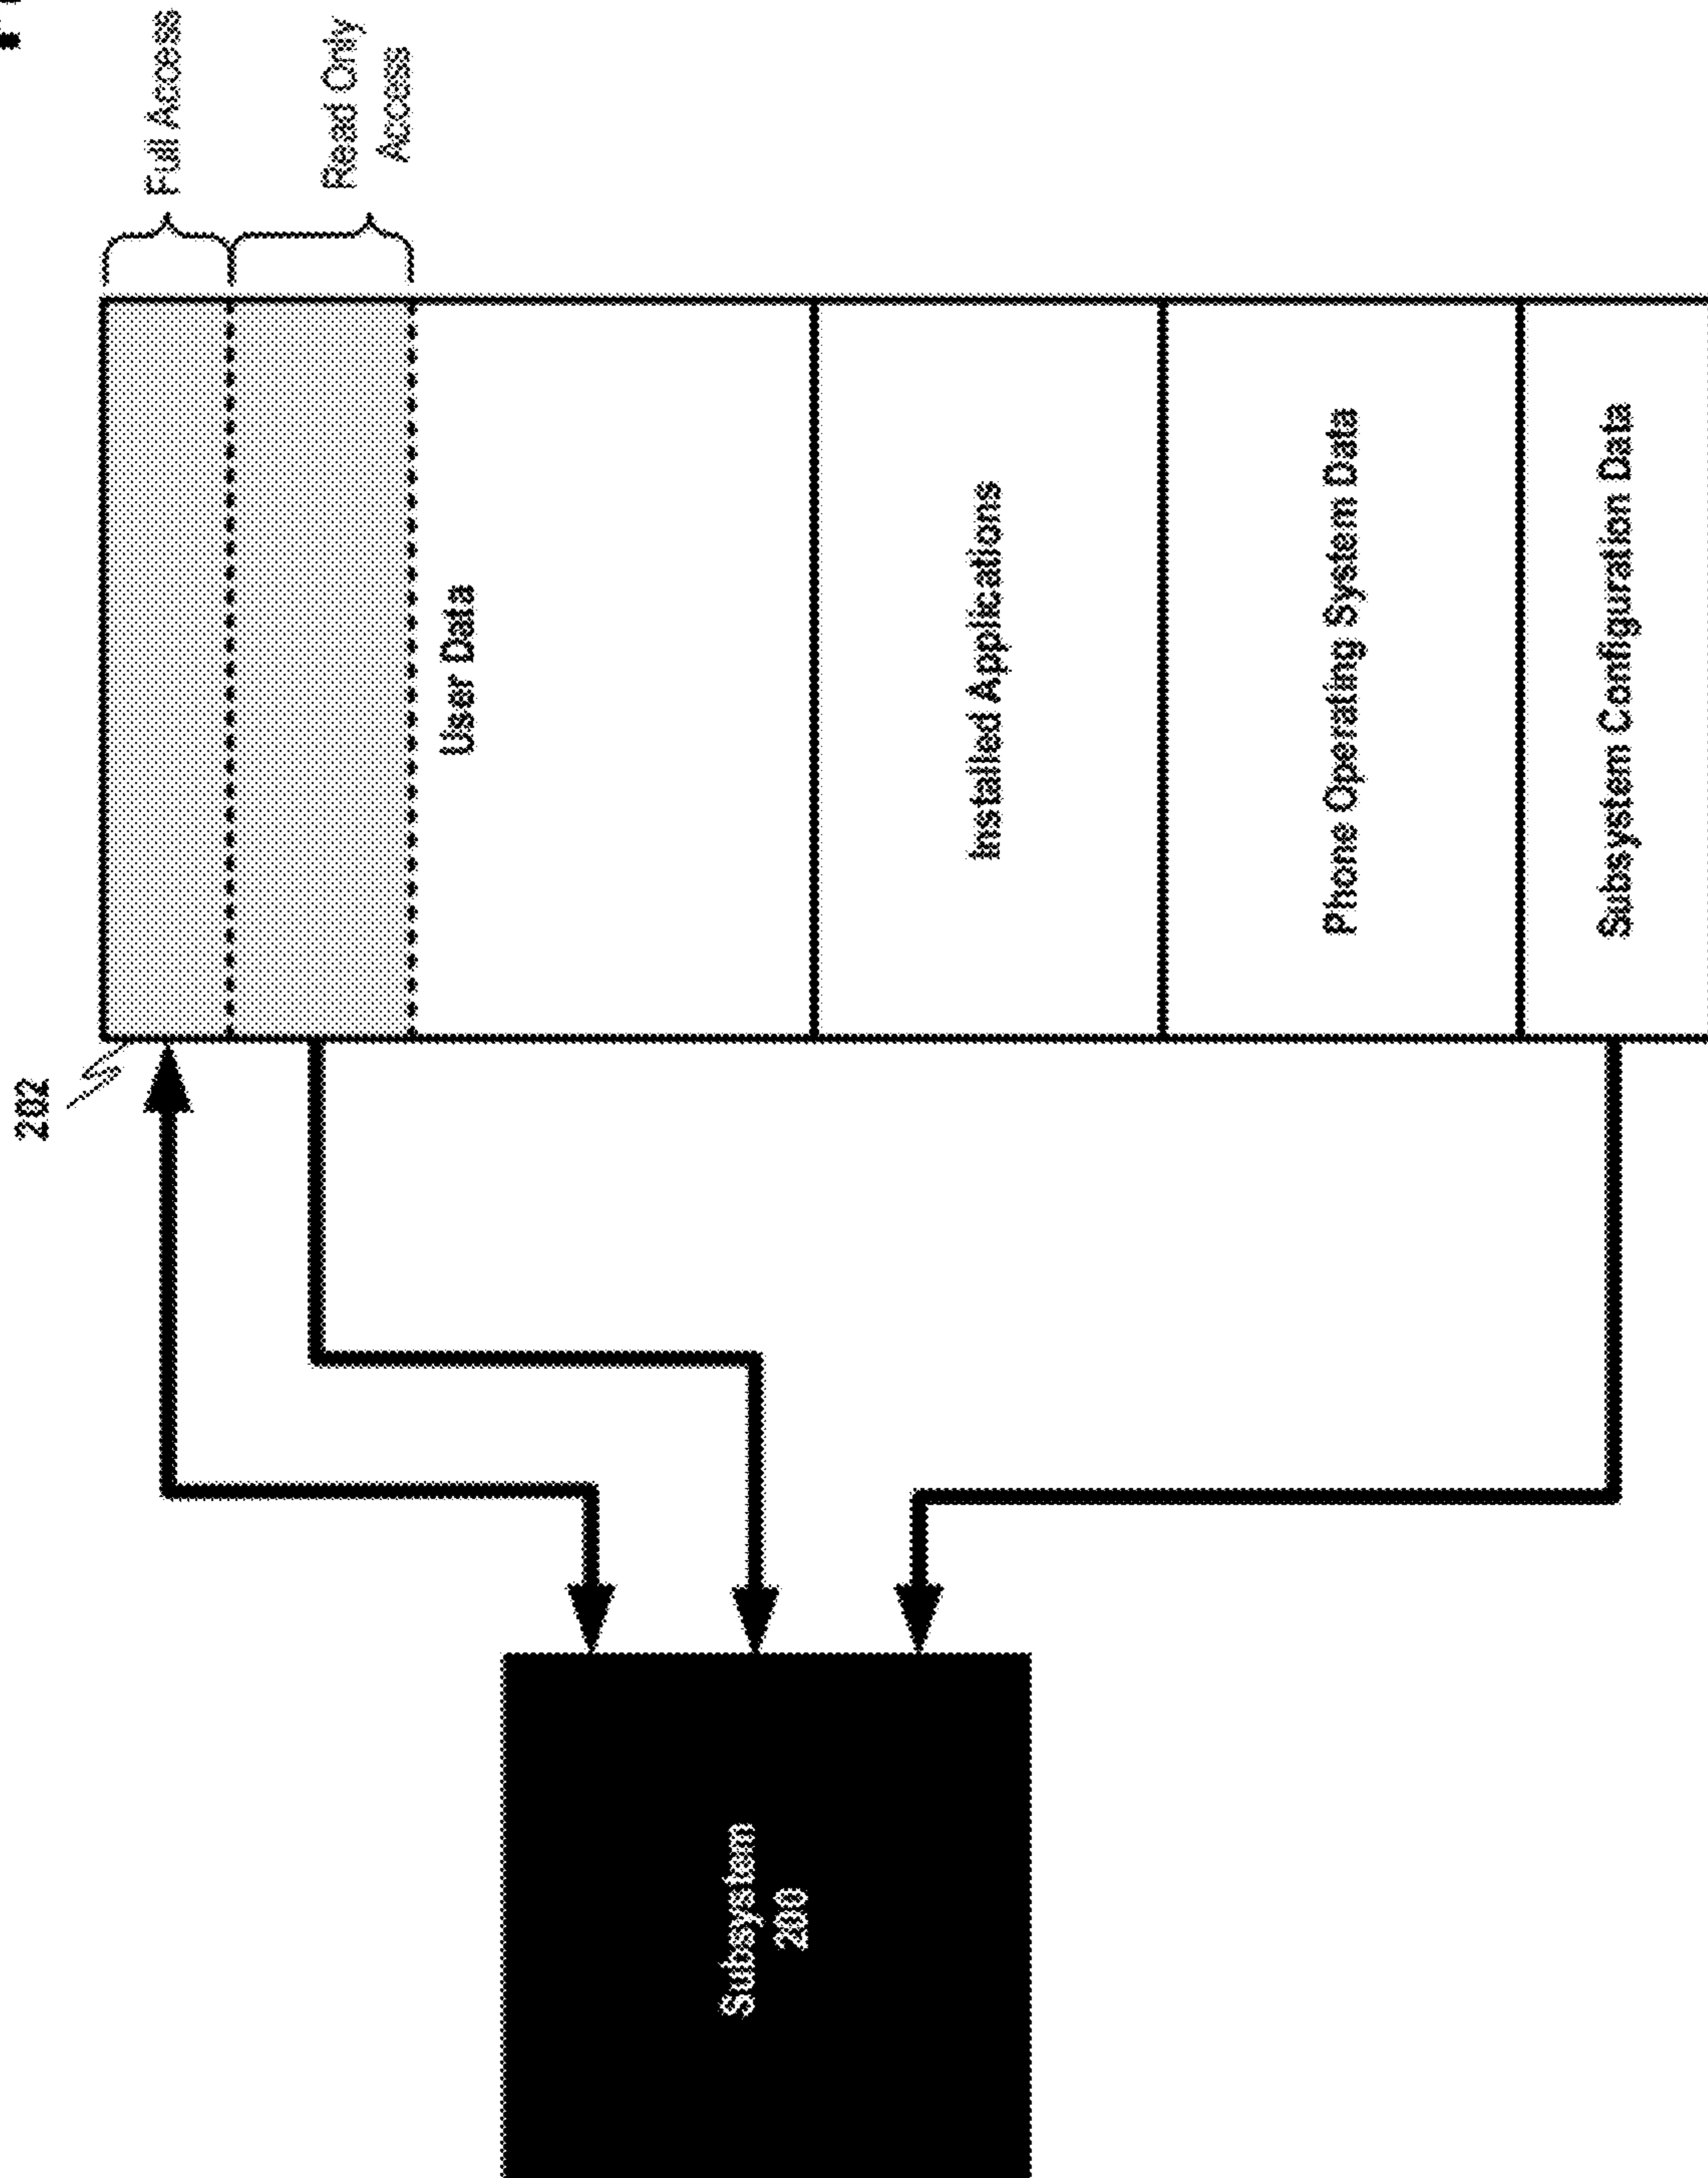 202
Full Access
Read Only
Access
User Data
Installed Applications
Phone Operating System Data
Subsystem Configuration Data
Subsystem
200